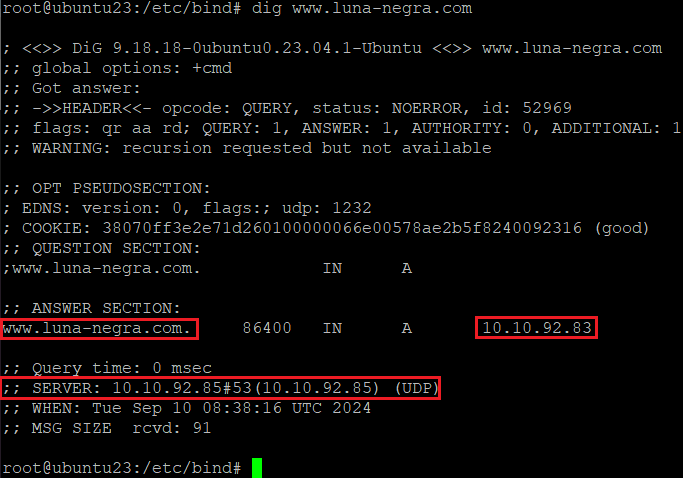 root@ubuntu23:/etc/bind# dig www.luna-negra.com
; <<>> DiG 9.18.18-0ubuntu0.23.04.1-Ubuntu <<>> www.luna-negra.com
;; global options: +cmd
;; Got answer:
;; ->>HEADER<<- opcode: QUERY, status: NOERROR, id: 52969
;; flags: qr aa rd; QUERY: 1, ANSWER: 1, AUTHORITY: 0, ADDITIONAL: 1
;; WARNING: recursion requested but not available
;; OPT PSEUDOSECTION:
; EDNS: version: 0, flags:; udp: 1232
; COOKIE: 38070ff3e2e71d260100000066e00578ae2b5f8240092316 (good)
;; QUESTION SECTION:
;www.luna-negra.com. IN A
;; ANSWER SECTION:
www.luna-negra.com. 86400 IN A 10.10.92.83
;; Query time: 0 msec
;; SERVER: 10.10.92.85#53(10.10.92.85) (UDP)
;; WHEN: Tue Sep 10 08:38:16 UTC 2024
;; MSG SIZE rcvd: 91
root@ubuntu23:/etc/bind#